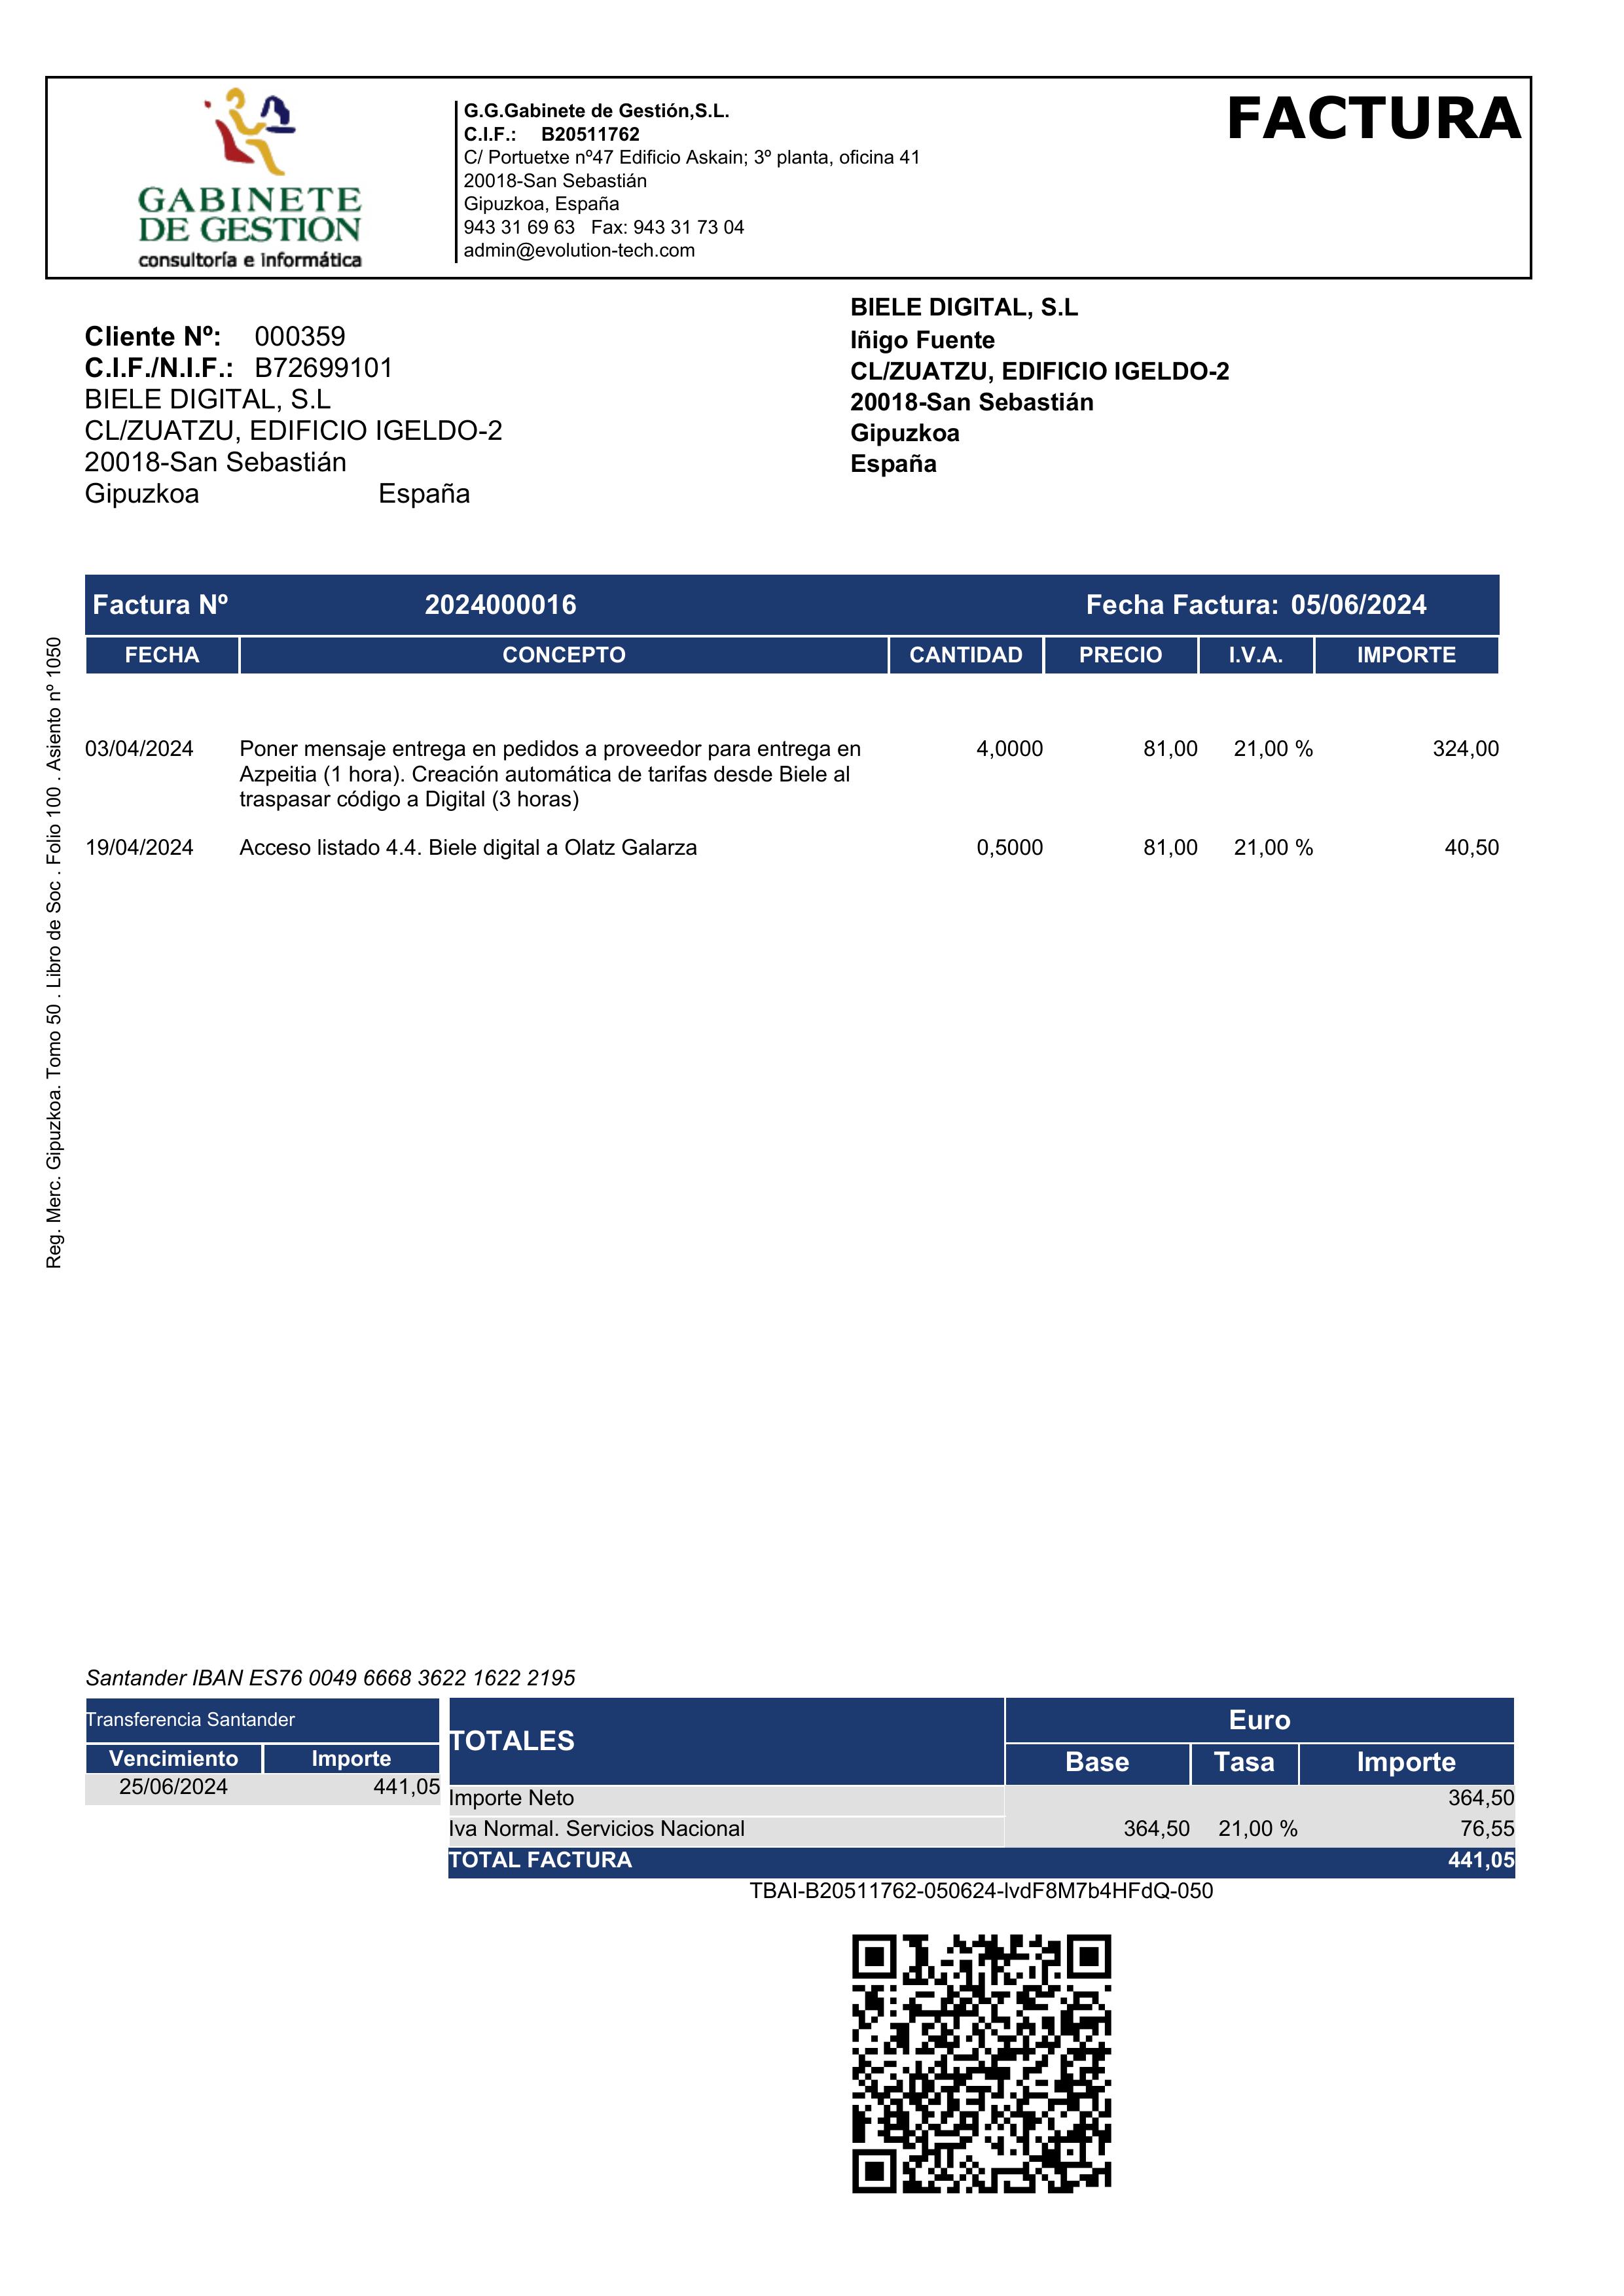 GABINETE
DE GESTION
consultoría e informática
G.G.Gabinete de Gestión,S.L.
C.I.F.: B20511762
C/ Portuetxe nº47 Edificio Askain; 3º planta, oficina 41
20018-San Sebastián
Gipuzkoa, España
943 31 69 63 Fax: 943 31 73 04
admin@evolution-tech.com
FACTURA
Cliente Nº: 000359
C.I.F./N.I.F.: B72699101
BIELE DIGITAL, S.L
CL/ZUATZU, EDIFICIO IGELDO-2
20018-San Sebastián
Gipuzkoa España
BIELE DIGITAL, S.L
Iñigo Fuente
CL/ZUATZU, EDIFICIO IGELDO-2
20018-San Sebastián
Gipuzkoa
España
Factura Nº 2024000016 Fecha Factura: 05/06/2024
FECHA CONCEPTO CANTIDAD PRECIO I.V.A. IMPORTE
03/04/2024 Poner mensaje entrega en pedidos a proveedor para entrega en 4,0000 81,00 21,00 % 324,00
Azpeitia (1 hora). Creación automática de tarifas desde Biele al
traspasar código a Digital (3 horas)
19/04/2024 Acceso listado 4.4. Biele digital a Olatz Galarza 0,5000 81,00 21,00 % 40,50
Reg. Merc. Gipuzkoa. Tomo 50 . Libro de Soc . Folio 100 . Asiento nº 1050
Santander IBAN ES76 0049 6668 3622 1622 2195
Transferencia Santander
Vencimiento Importe
25/06/2024 441,05
TOTALES Euro
Base Tasa Importe
Importe Neto 364,50
Iva Normal. Servicios Nacional 364,50 21,00 % 76,55
TOTAL FACTURA 441,05
TBAI-B20511762-050624-lvdF8M7b4HFdQ-050